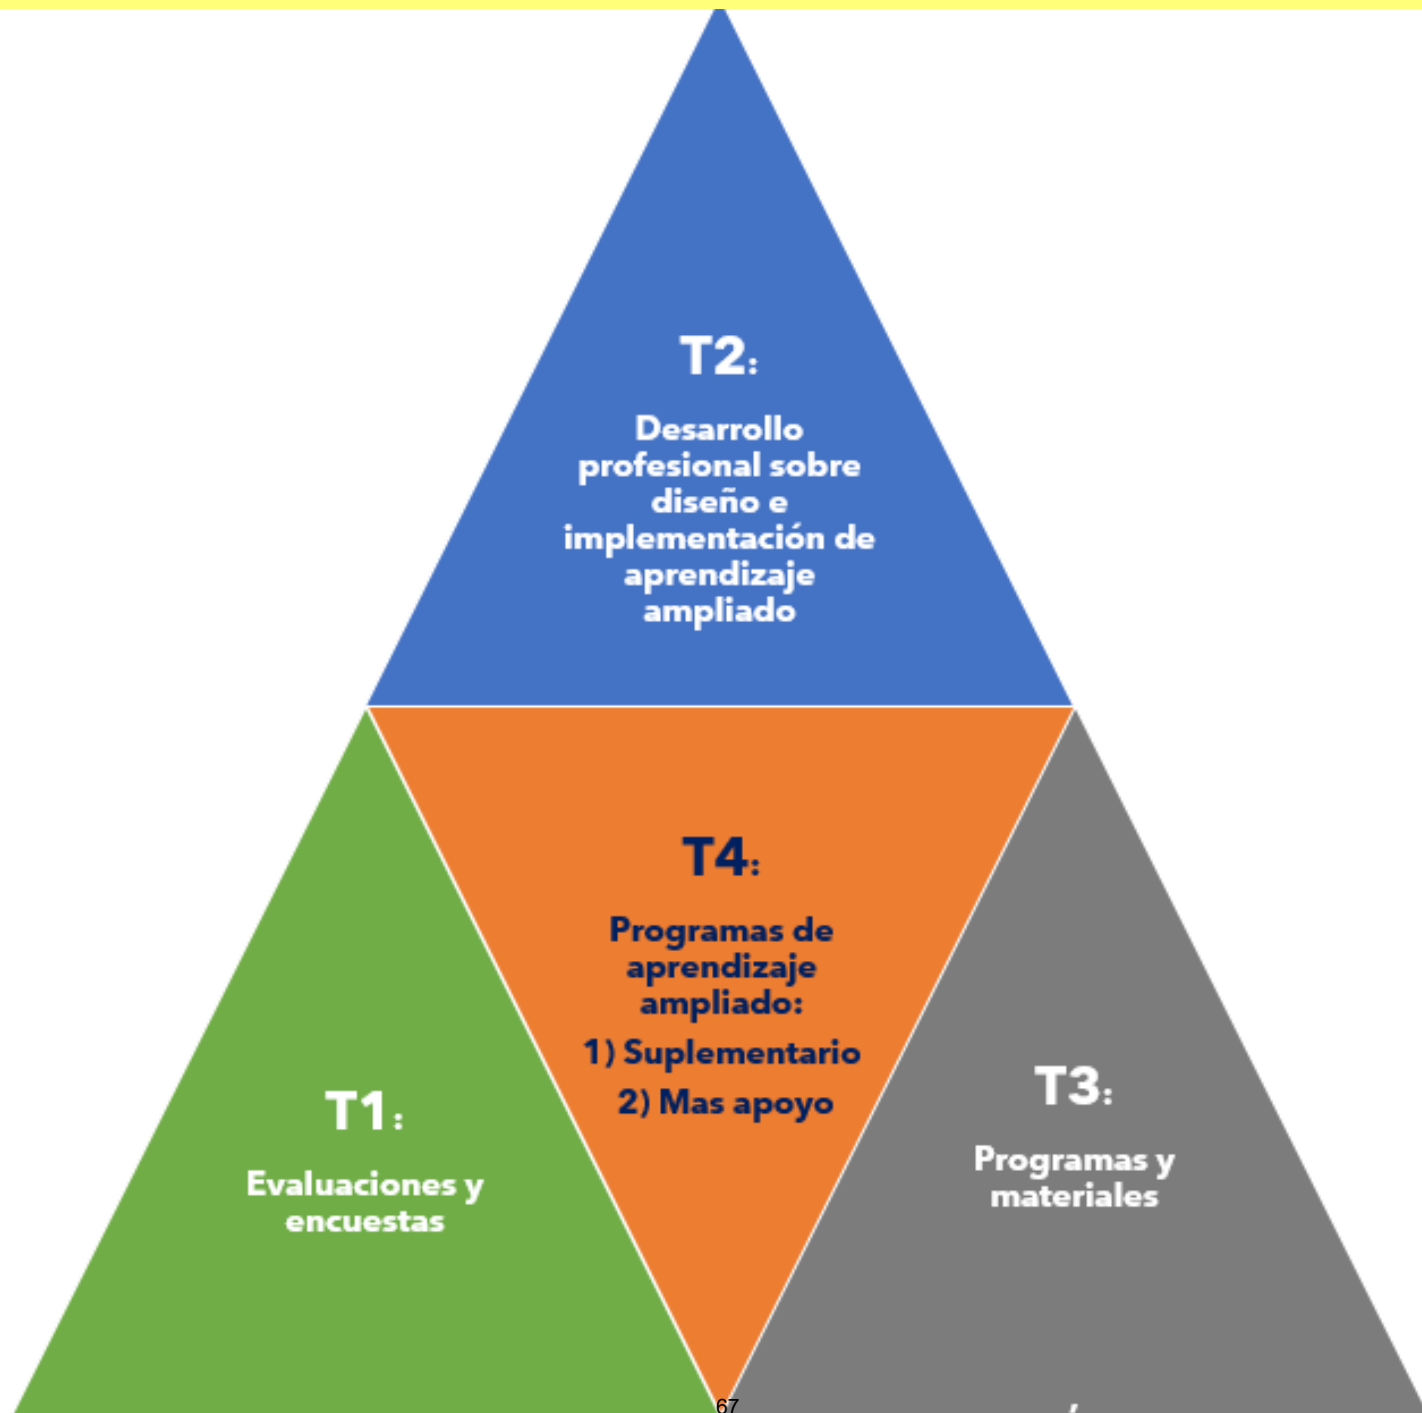 T2:
Desarrollo
profesional sobre
diseño e
implementación de
aprendizaje
ampliado
T4:
Programas de
aprendizaje
ampliado:
1) Suplementario
2) Mas apoyo
T1:
Evaluaciones y
encuestas
T3:
Programas y
materiales
67